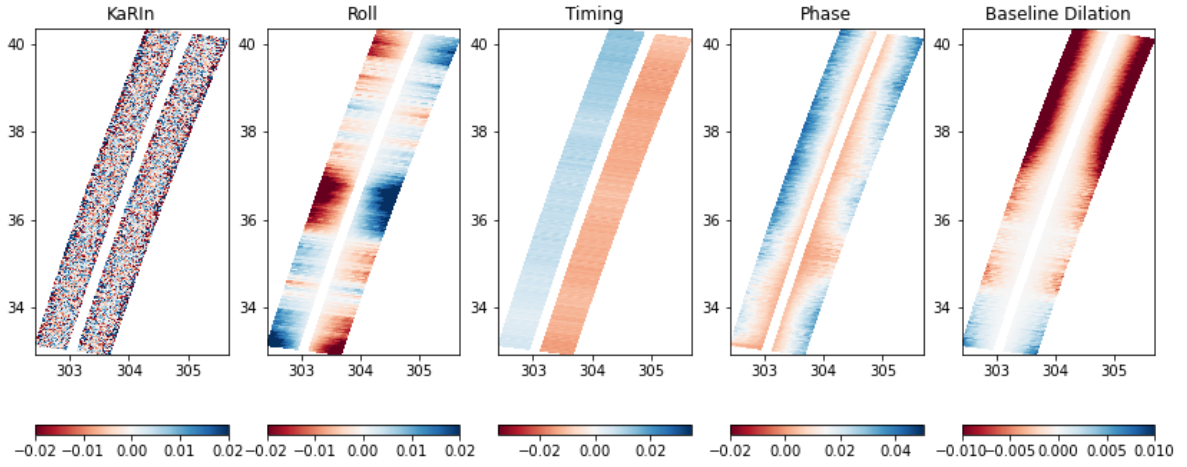 KaRIn Roll Timing Phase Baseline Dilation
40 40 40 40 40
38 38 38 38 38
36 36 36 36 36
34 34 34 34 34
303 304 305 303 304 305 303 304 305 303 304 305 303 304 305
−0.02 −0.01 0.00 0.01 0.02 −0.02 −0.01 0.00 0.01 0.02 0.00 0.02 −0.02 0.00 0.02 0.04 −0.010 −0.005 0.000 0.005 0.010